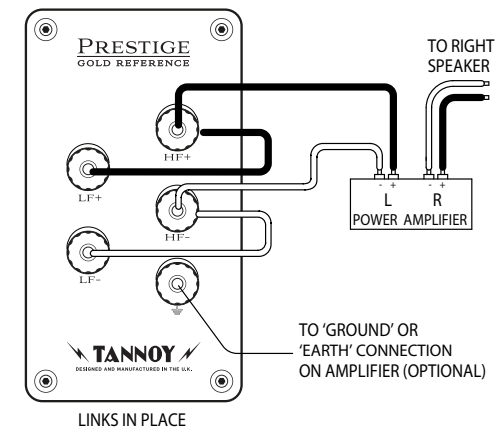 PRESTIGE
GOLD REFERENCE
HF+
LF+
HF-
LF-
TANNOY
DESIGNED AND MANUFACTURED IN THE U.K.
LINKS IN PLACE
TO RIGHT
SPEAKER
- + - +
L R
POWER AMPLIFIER
TO ‘GROUND’ OR
‘EARTH’ CONNECTION
ON AMPLIFIER (OPTIONAL)